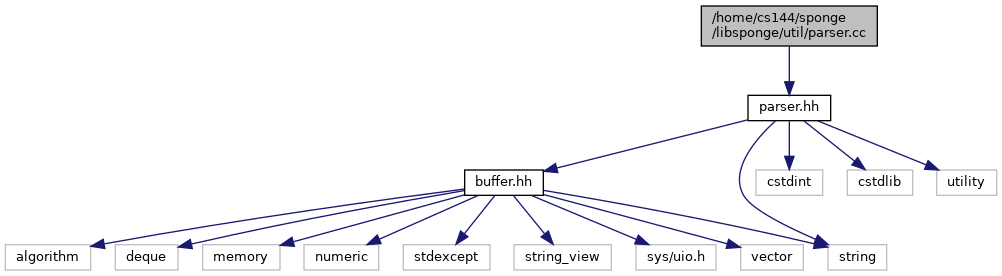 /home/cs144/sponge
/libsponge/util/parser.cc
parser.hh
buffer.hh
cstdint
cstdlib
utility
algorithm
deque
memory
numeric
stdexcept
string_view
sys/uio.h
vector
string